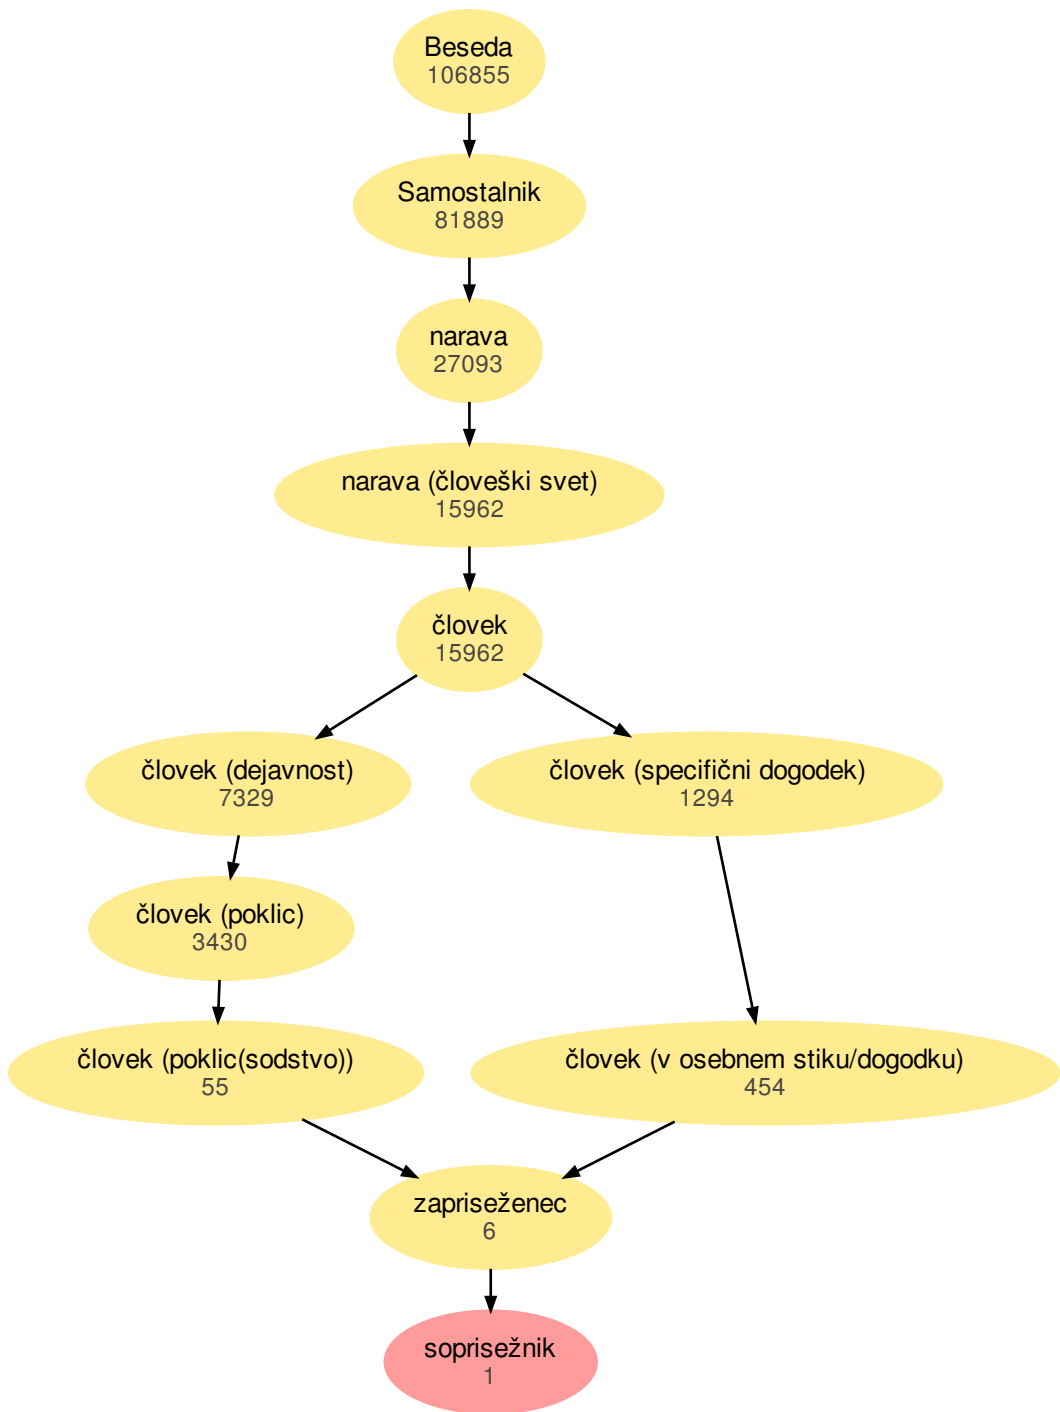 Beseda
106855
Samostalnik
81889
narava
27093
narava (človeški svet)
15962
človek
15962
človek (dejavnost)
7329
človek (specifični dogodek)
1294
človek (poklic)
3430
človek (poklic(sodstvo))
55
človek (v osebnem stiku/dogodku)
454
zapriseženec
6
soprisežnik
1